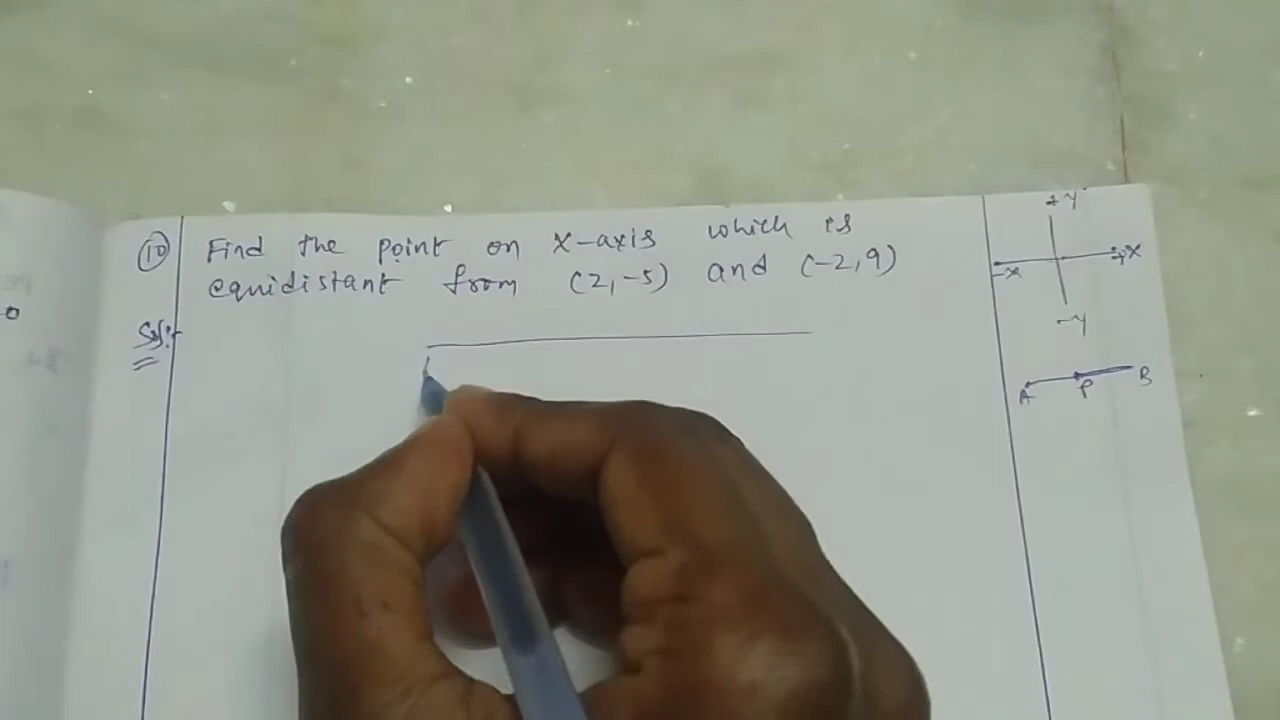 10 Find the point on x-axis which is
equidistant from (2,-5) and (-2,9)
Sol:-
+y
-x +x
-y
A P B